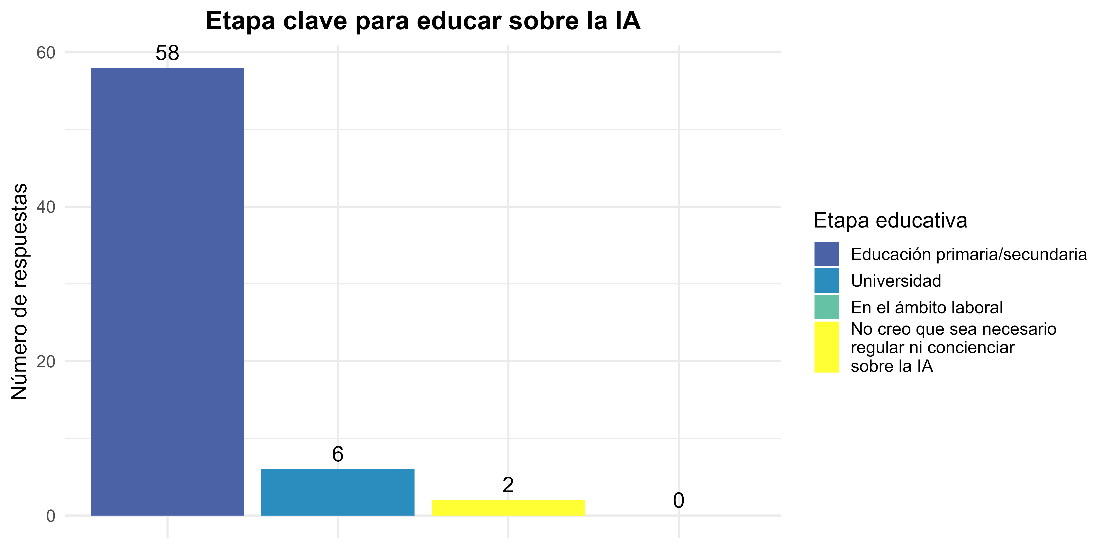 Etapa clave para educar sobre la IA
Número de respuestas
60
40
20
0
58
6
2
0
Etapa educativa
Educación primaria/secundaria
Universidad
En el ámbito laboral
No creo que sea necesario
regular ni concienciar
sobre la IA